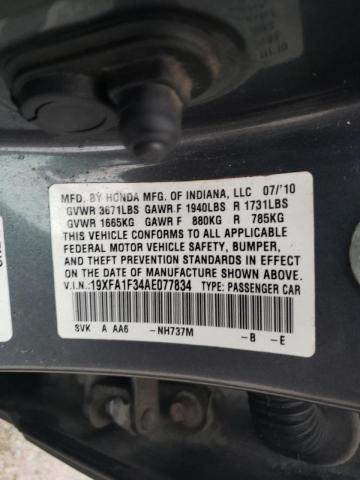 MFD. BY HONDA MFG. OF INDIANA, LLC 07/'10
GVWR 3671LBS GAWR F 1940LBS R 1731LBS
GVWR 1665KG GAWR F 880KG R 785KG
THIS VEHICLE CONFORMS TO ALL APPLICABLE
FEDERAL MOTOR VEHICLE SAFETY, BUMPER,
AND THEFT PREVENTION STANDARDS IN EFFECT ON
THE DATE OF MANUFACTURE SHOWN ABOVE.
V.I.N.:19XFA1F34AE077834 TYPE: PASSENGER CAR
SVK A AA6 -NH737M -B -E